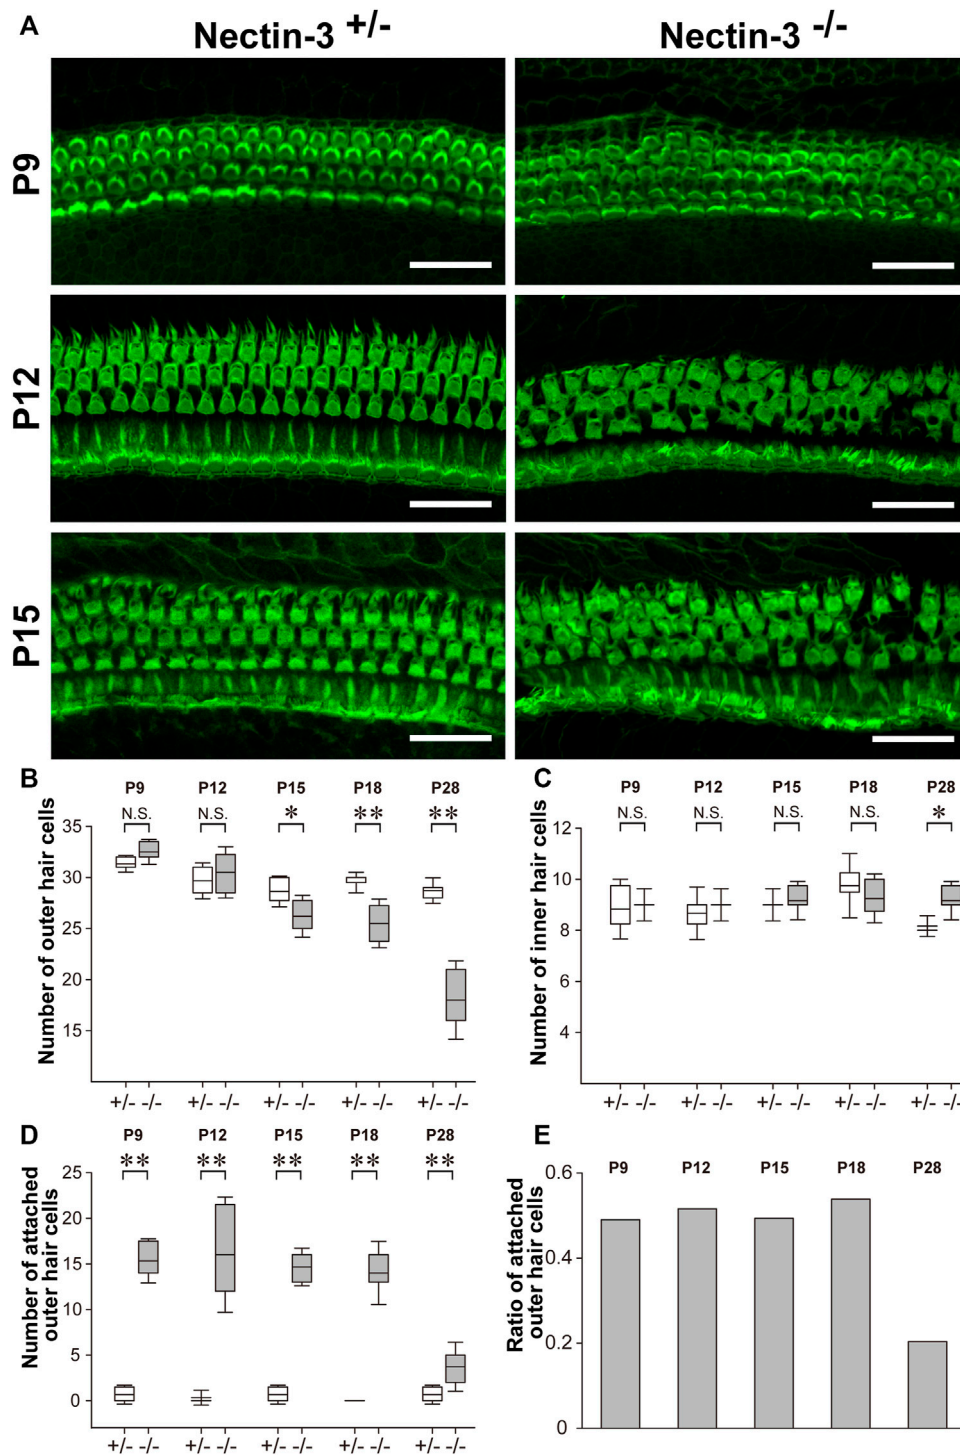 A
Nectin-3 +/-
Nectin-3 -/-
P9
P12
P15
B
P9 P12 P15 P18 P28
N.S. N.S. * ** **
Number of outer hair cells
35
30
25
20
15
+/- -/- +/- -/- +/- -/- +/- -/- +/- -/-
C
P9 P12 P15 P18 P28
N.S. N.S. N.S. N.S. *
Number of inner hair cells
12
10
8
6
4
+/- -/- +/- -/- +/- -/- +/- -/- +/- -/-
D
P9 P12 P15 P18 P28
** ** ** ** **
Number of attached
outer hair cells
25
20
15
10
5
0
+/- -/- +/- -/- +/- -/- +/- -/- +/- -/-
E
P9 P12 P15 P18 P28
Ratio of attached
outer hair cells
0.6
0.4
0.2
0